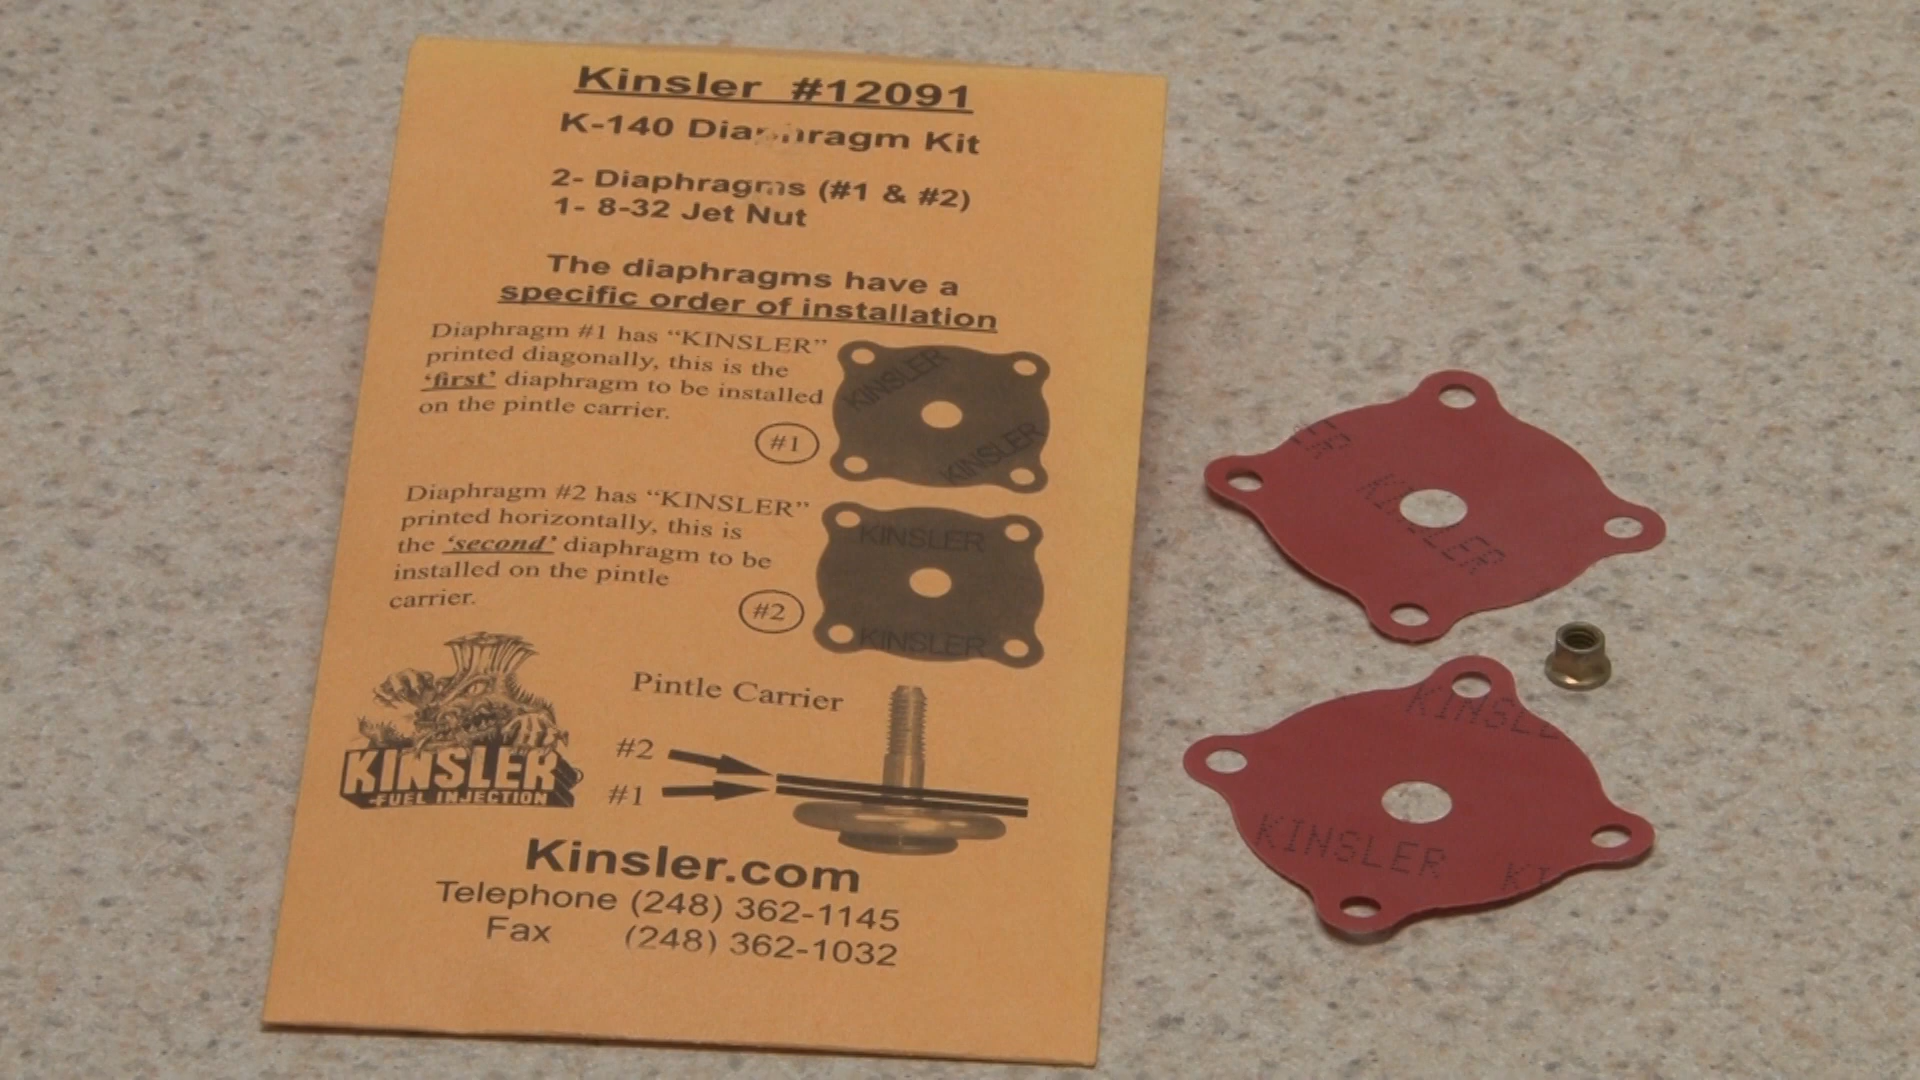 Kinsler #12091
K-140 Diaphragm Kit
2- Diaphragms (#1 & #2)
1- 8-32 Jet Nut
The diaphragms have a
specific order of installation
Diaphragm #1 has “KINSLER”
printed diagonally, this is the
‘first’ diaphragm to be installed
on the pintle carrier.
#1
KINSLER
KINSLER
Diaphragm #2 has “KINSLER”
printed horizontally, this is
the ‘second’ diaphragm to be
installed on the pintle
carrier.
#2
KINSLER
KINSLER
Pintle Carrier
#2
#1
KINSLER
FUEL INJECTION
Kinsler.com
Telephone (248) 362-1145
Fax (248) 362-1032
KINSLER
KINSL
KINSLER
KI